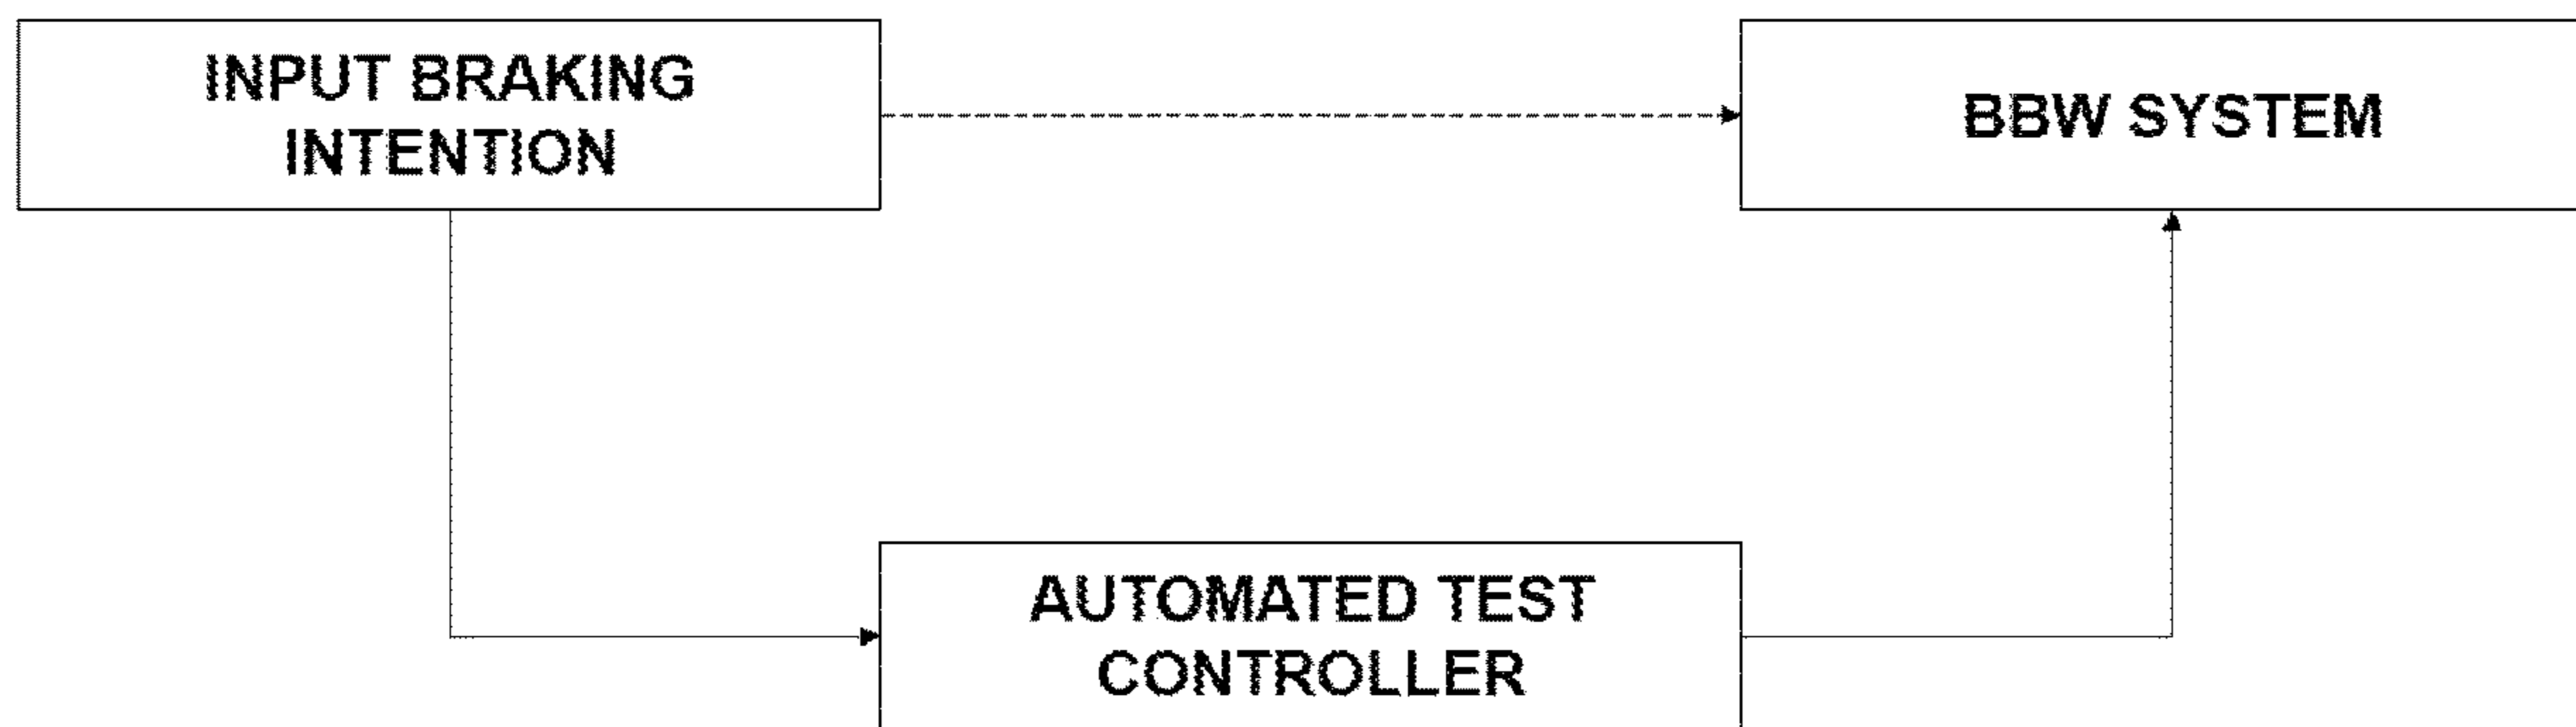 INPUT BRAKING
INTENTION
BBW SYSTEM
AUTOMATED TEST
CONTROLLER